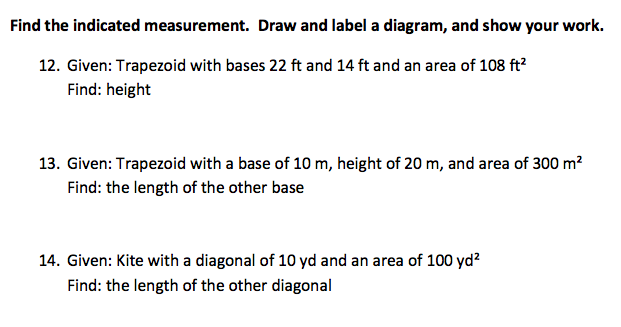 Find the indicated measurement.  Draw and label a diagram, and show your work.
12. Given: Trapezoid with bases 22 ft and 14 ft and an area of 108 ft²
Find: height
13. Given: Trapezoid with a base of 10 m, height of 20 m, and area of 300 m²
Find: the length of the other base
14. Given: Kite with a diagonal of 10 yd and an area of 100 yd²
Find: the length of the other diagonal